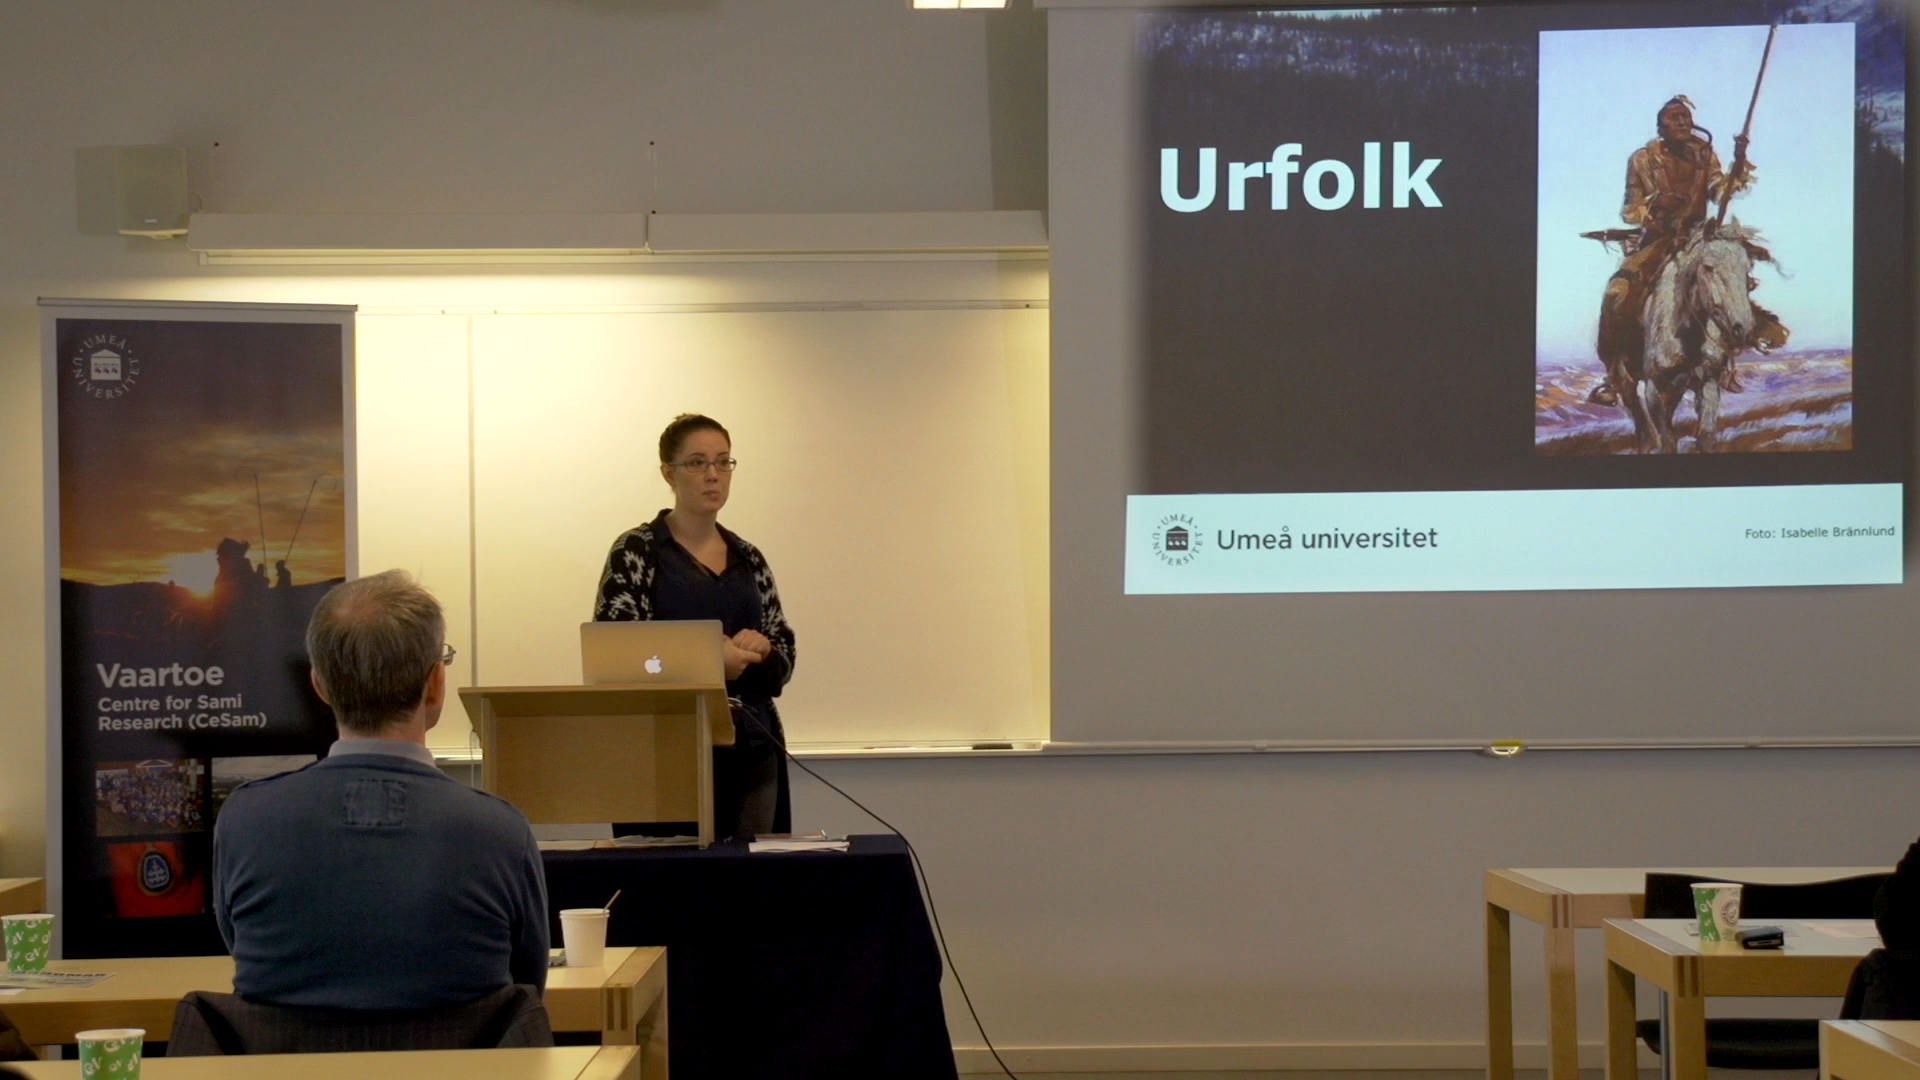 UMEÅ UNIVERSITET
Vaartoe
Centre for Sami
Research (CeSam)
Urfolk
UMEÅ UNIVERSITET
Umeå universitet
Foto: Isabelle Brännlund